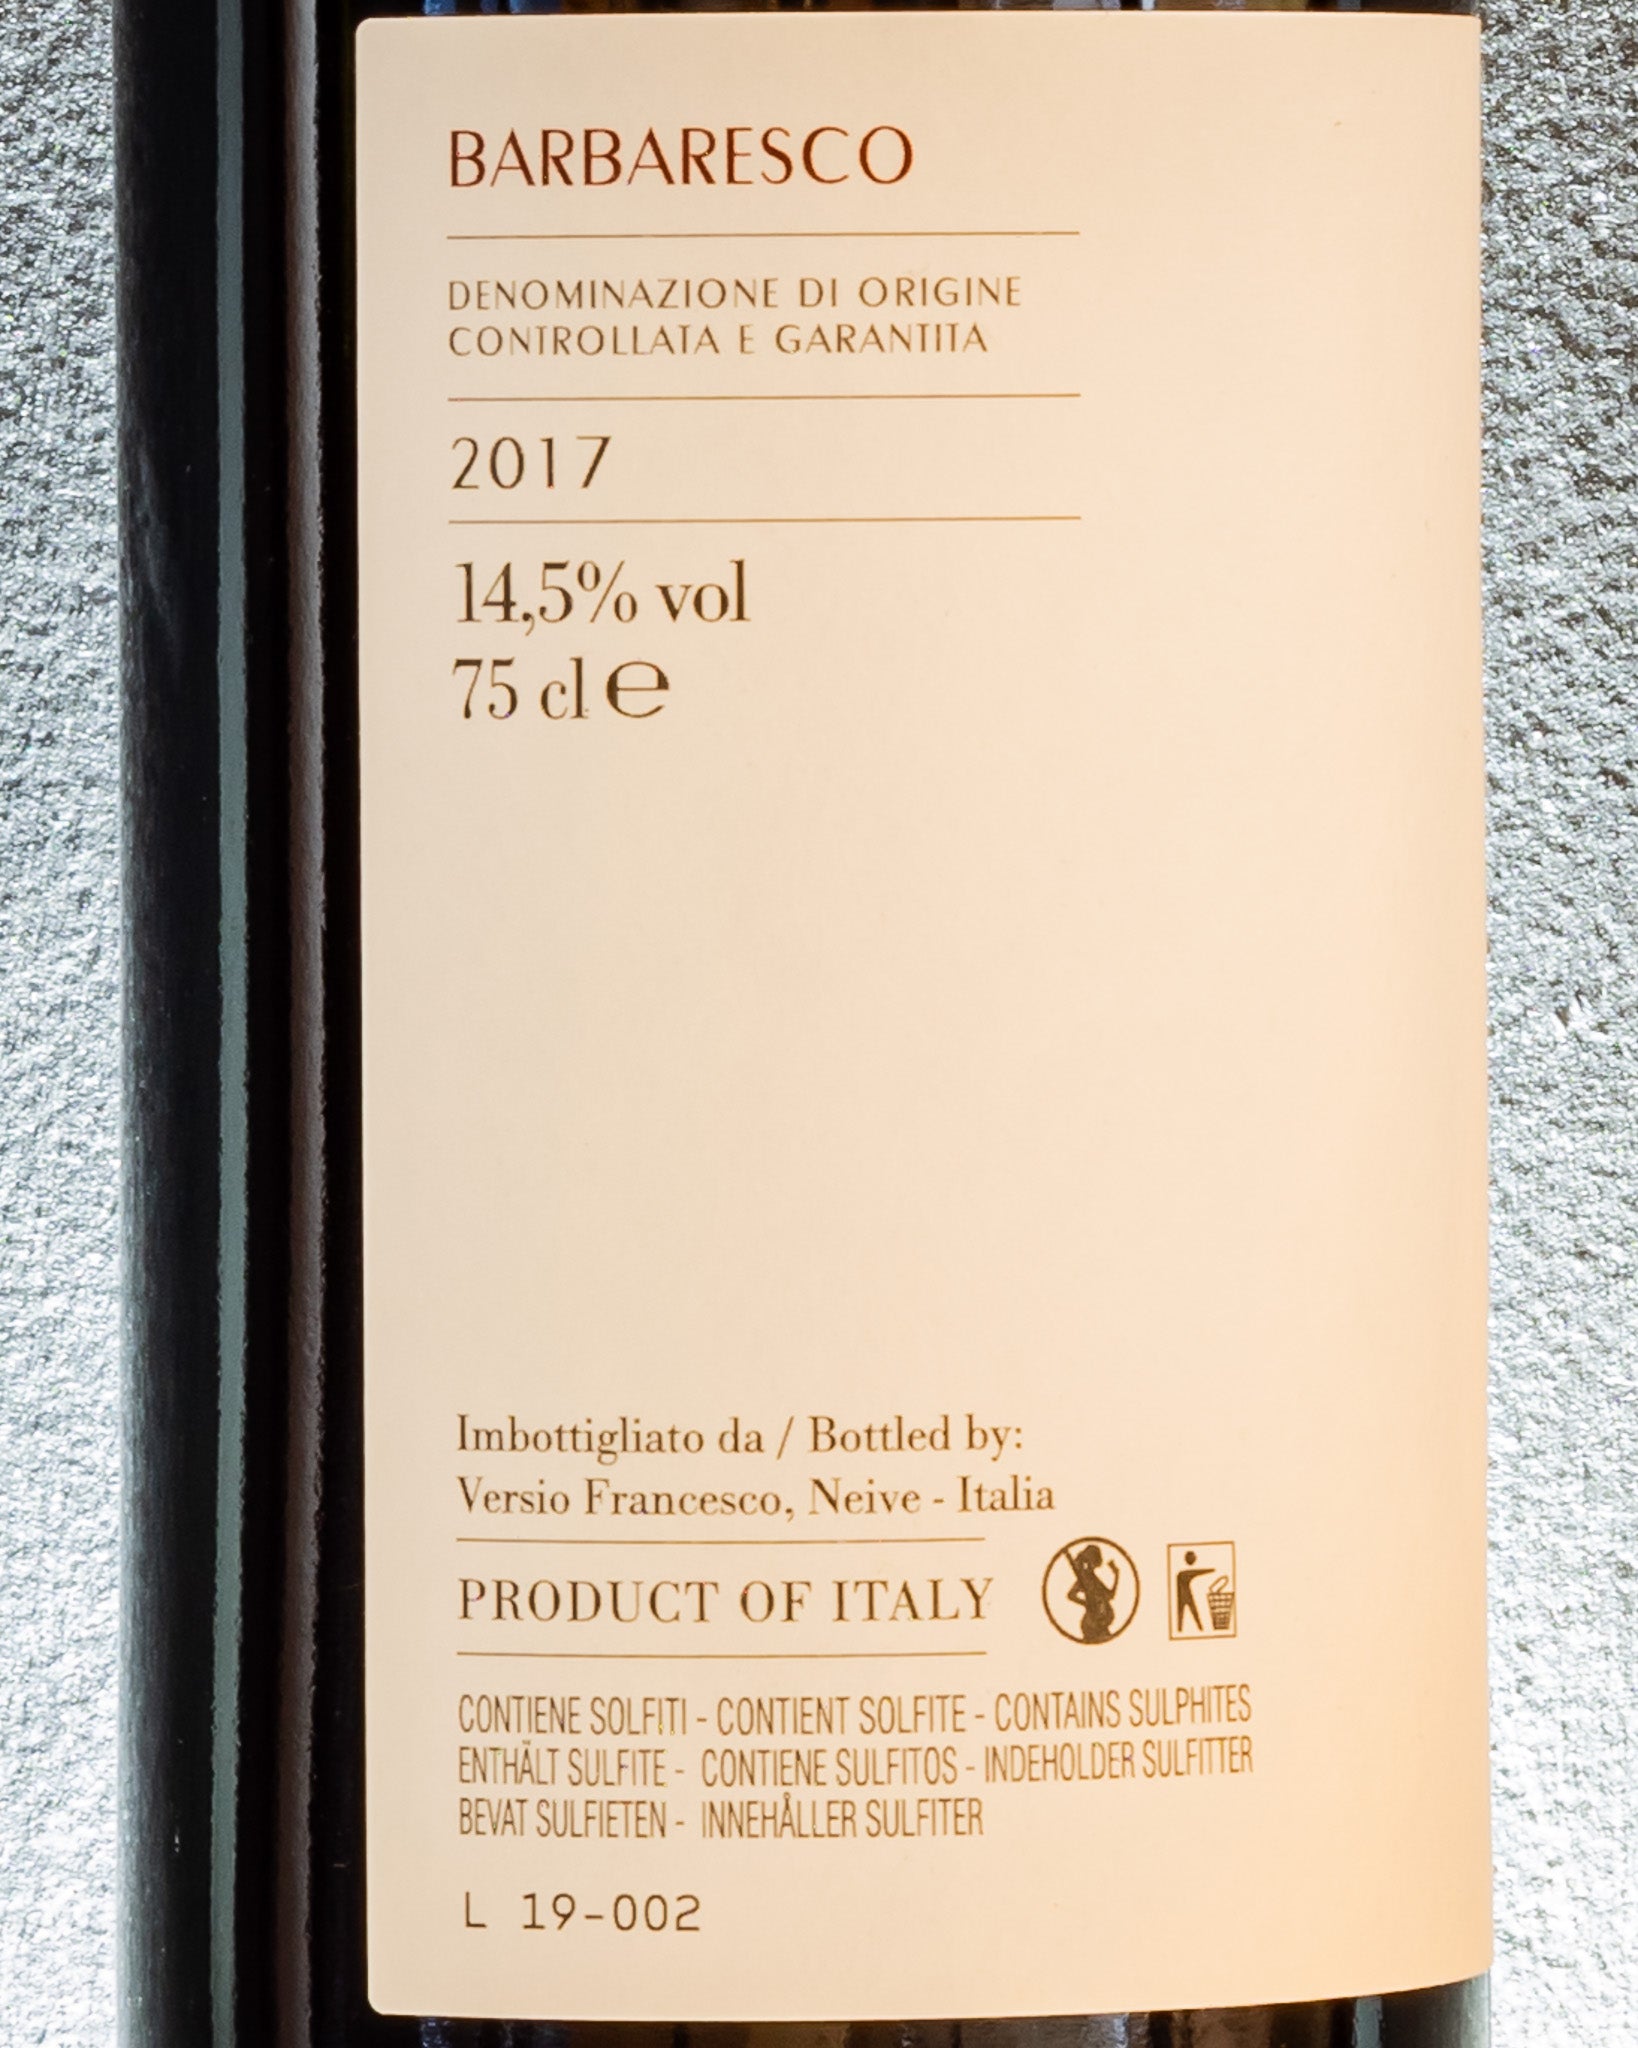 BARBARESCO
DENOMINAZIONE DI ORIGINE
CONTROLLATA E GARANTITA
2017
14,5% vol
75 cl ℮
Imbottigliato da / Bottled by:
Versio Francesco, Neive - Italia
PRODUCT OF ITALY
CONTIENE SOLFITI - CONTIENT SOLFITE - CONTAINS SULPHITES
ENTHÄLT SULFITE - CONTIENE SULFITOS - INDEHOLDER SULFITTER
BEVAT SULFIETEN - INNEHÅLLER SULFITER
L 19-002